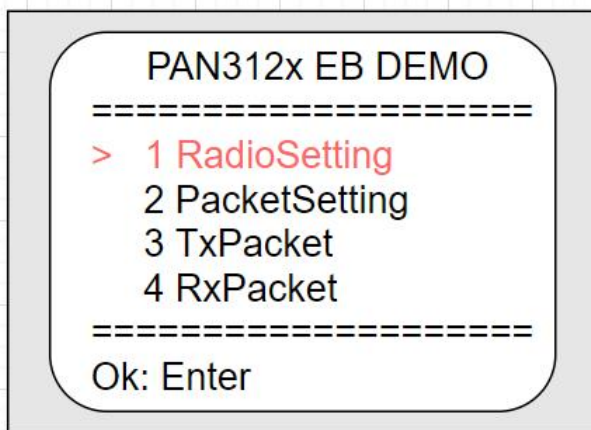 PAN312x EB DEMO
=====================
> 1 RadioSetting
2 PacketSetting
3 TxPacket
4 RxPacket
=====================
Ok: Enter